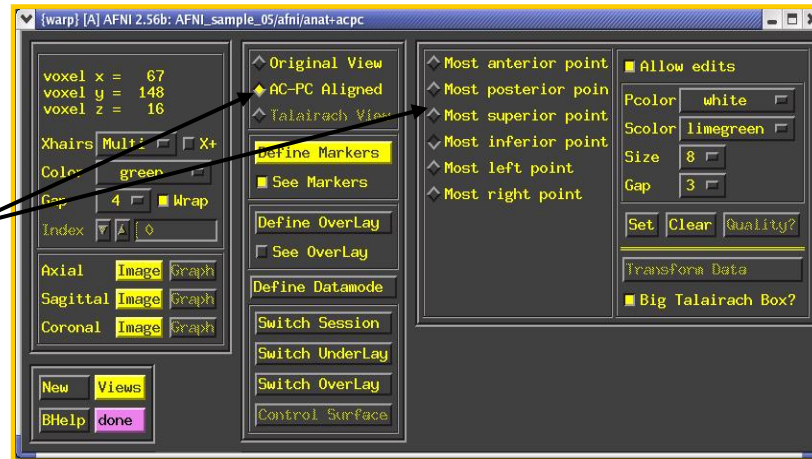 {warp} [A] AFNI 2.56b: AFNI_sample_05/afni/anat+acpc
voxel x = 67
voxel y = 148
voxel z = 16
Xhairs Multi X+
Color green
Gap 4 Wrap
Index 0
Axial Image Graph
Sagittal Image Graph
Coronal Image Graph
New Views
BHelp done
Original View
AC-PC Aligned
Talairach View
Define Markers
See Markers
Define OverLay
See OverLay
Define Datamode
Switch Session
Switch UnderLay
Switch OverLay
Control Surface
Most anterior point
Most posterior poin
Most superior point
Most inferior point
Most left point
Most right point
Allow edits
Pcolor white
Scolor limegreen
Size 8
Gap 3
Set Clear Quality?
Transform Data
Big Talairach Box?